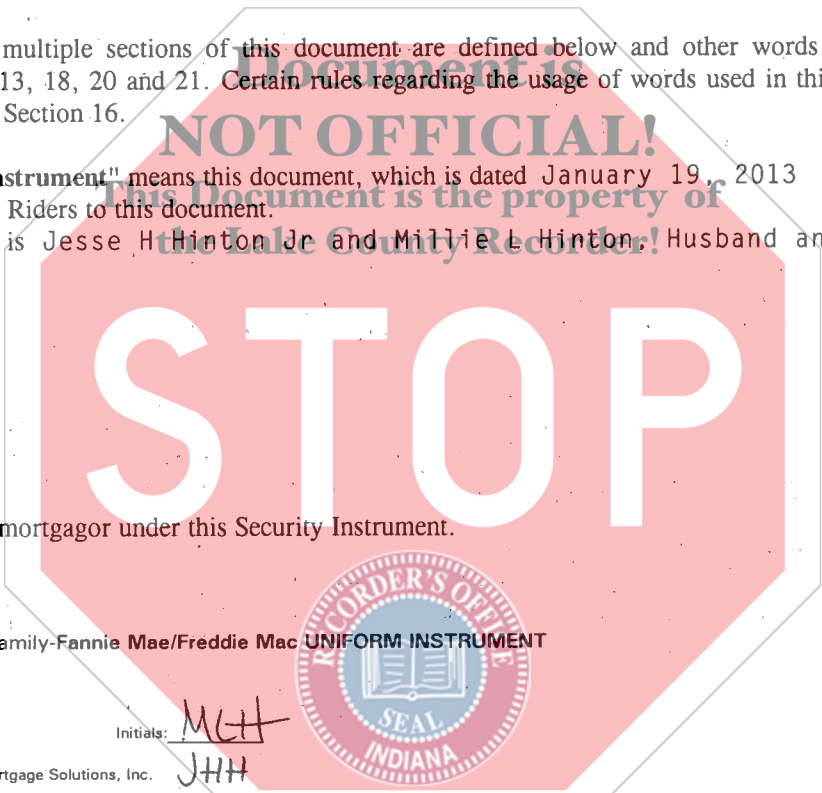 multiple sections of this document are defined below and other words
Document is
13, 18, 20 and 21. Certain rules regarding the usage of words used in thi
Section 16.
NOT OFFICIAL!
nstrument" means this document, which is dated January 19, 2013
This Document is the property of
Riders to this document.
is Jesse H Hinton Jr and Millie L Hinton, Husband an
the Lake County Recorder!
STOP
mortgagor under this Security Instrument.
RECORDER'S OFFICE
amily-Fannie Mae/Freddie Mac UNIFORM INSTRUMENT
SEAL
Initials: MLH
INDIANA
rtgage Solutions, Inc. JHH